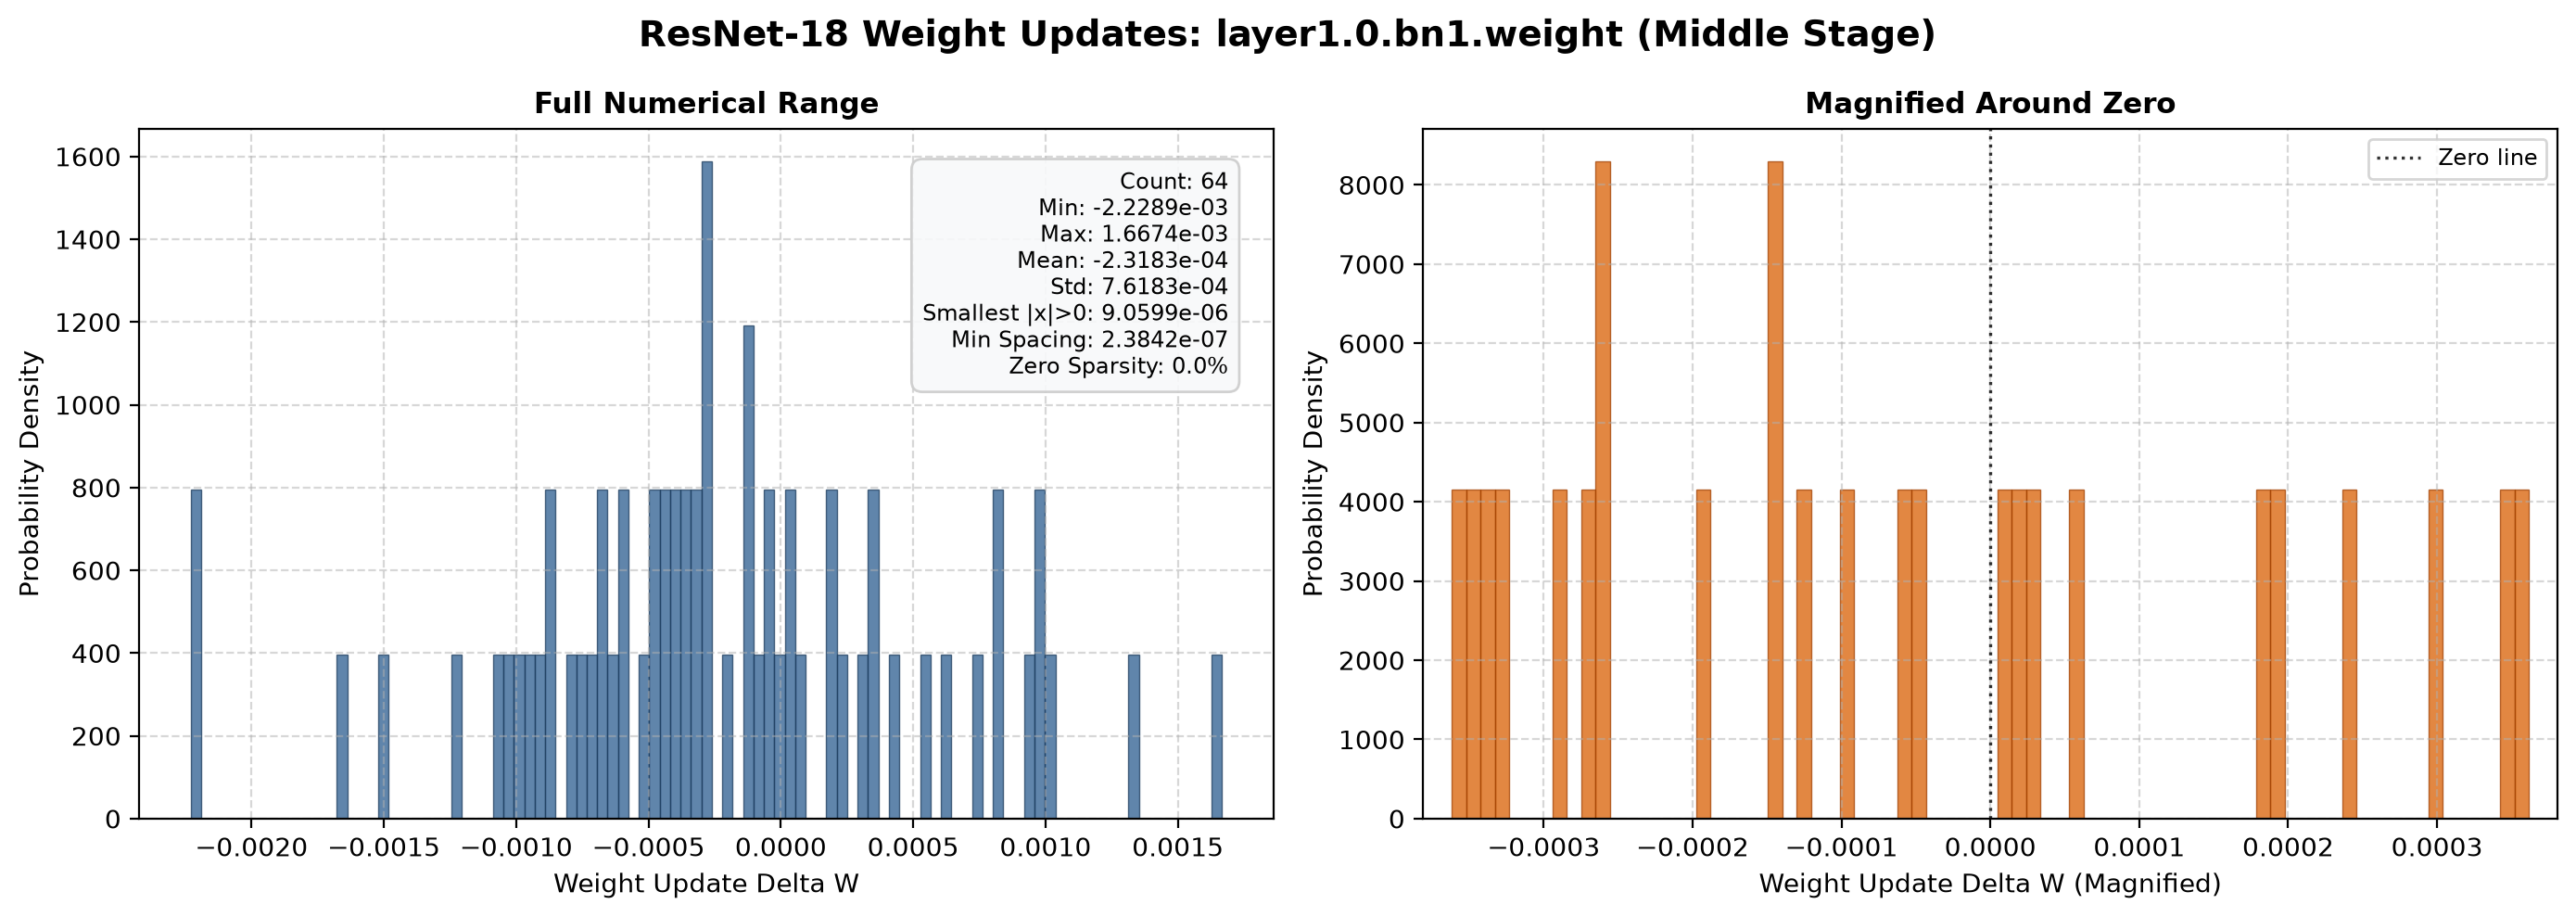 ResNet-18 Weight Updates: layer1.0.bn1.weight (Middle Stage)
Full Numerical Range
Probability Density
1600
1400
1200
1000
800
600
400
200
0
Count: 64
Min: -2.2289e-03
Max: 1.6674e-03
Mean: -2.3183e-04
Std: 7.6183e-04
Smallest |x|>0: 9.0599e-06
Min Spacing: 2.3842e-07
Zero Sparsity: 0.0%
−0.0020 −0.0015 −0.0010 −0.0005 0.0000 0.0005 0.0010 0.0015
Weight Update Delta W
Magnified Around Zero
Probability Density
8000
7000
6000
5000
4000
3000
2000
1000
0
Zero line
−0.0003 −0.0002 −0.0001 0.0000 0.0001 0.0002 0.0003
Weight Update Delta W (Magnified)